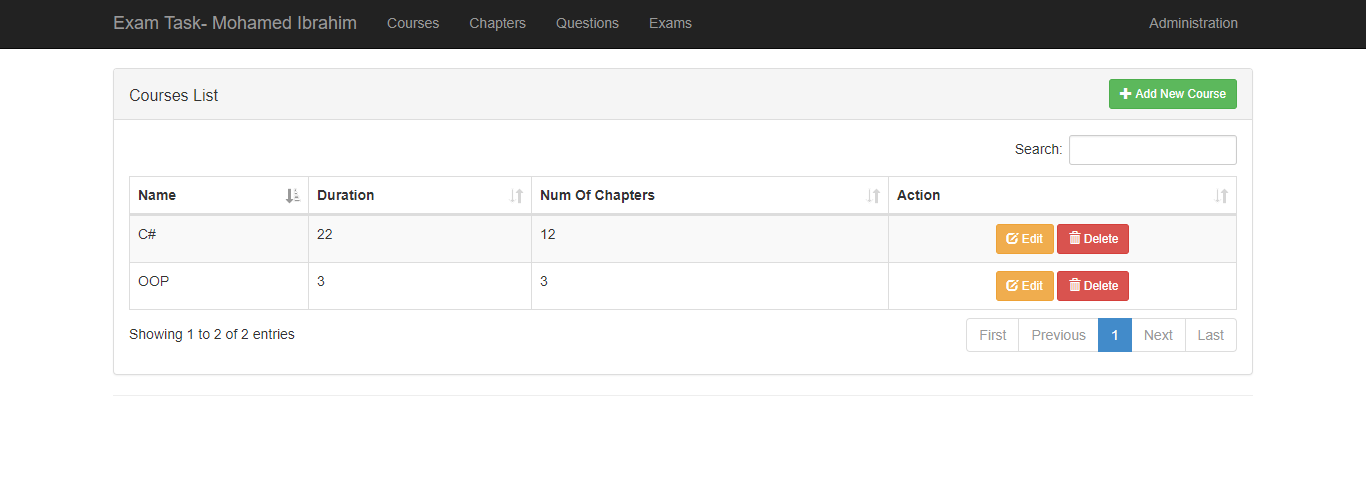 Exam Task- Mohamed Ibrahim Courses Chapters Questions Exams Administration
Courses List Add New Course
Search:
Name Duration Num Of Chapters Action
C# 22 12 Edit Delete
OOP 3 3 Edit Delete
Showing 1 to 2 of 2 entries First Previous 1 Next Last